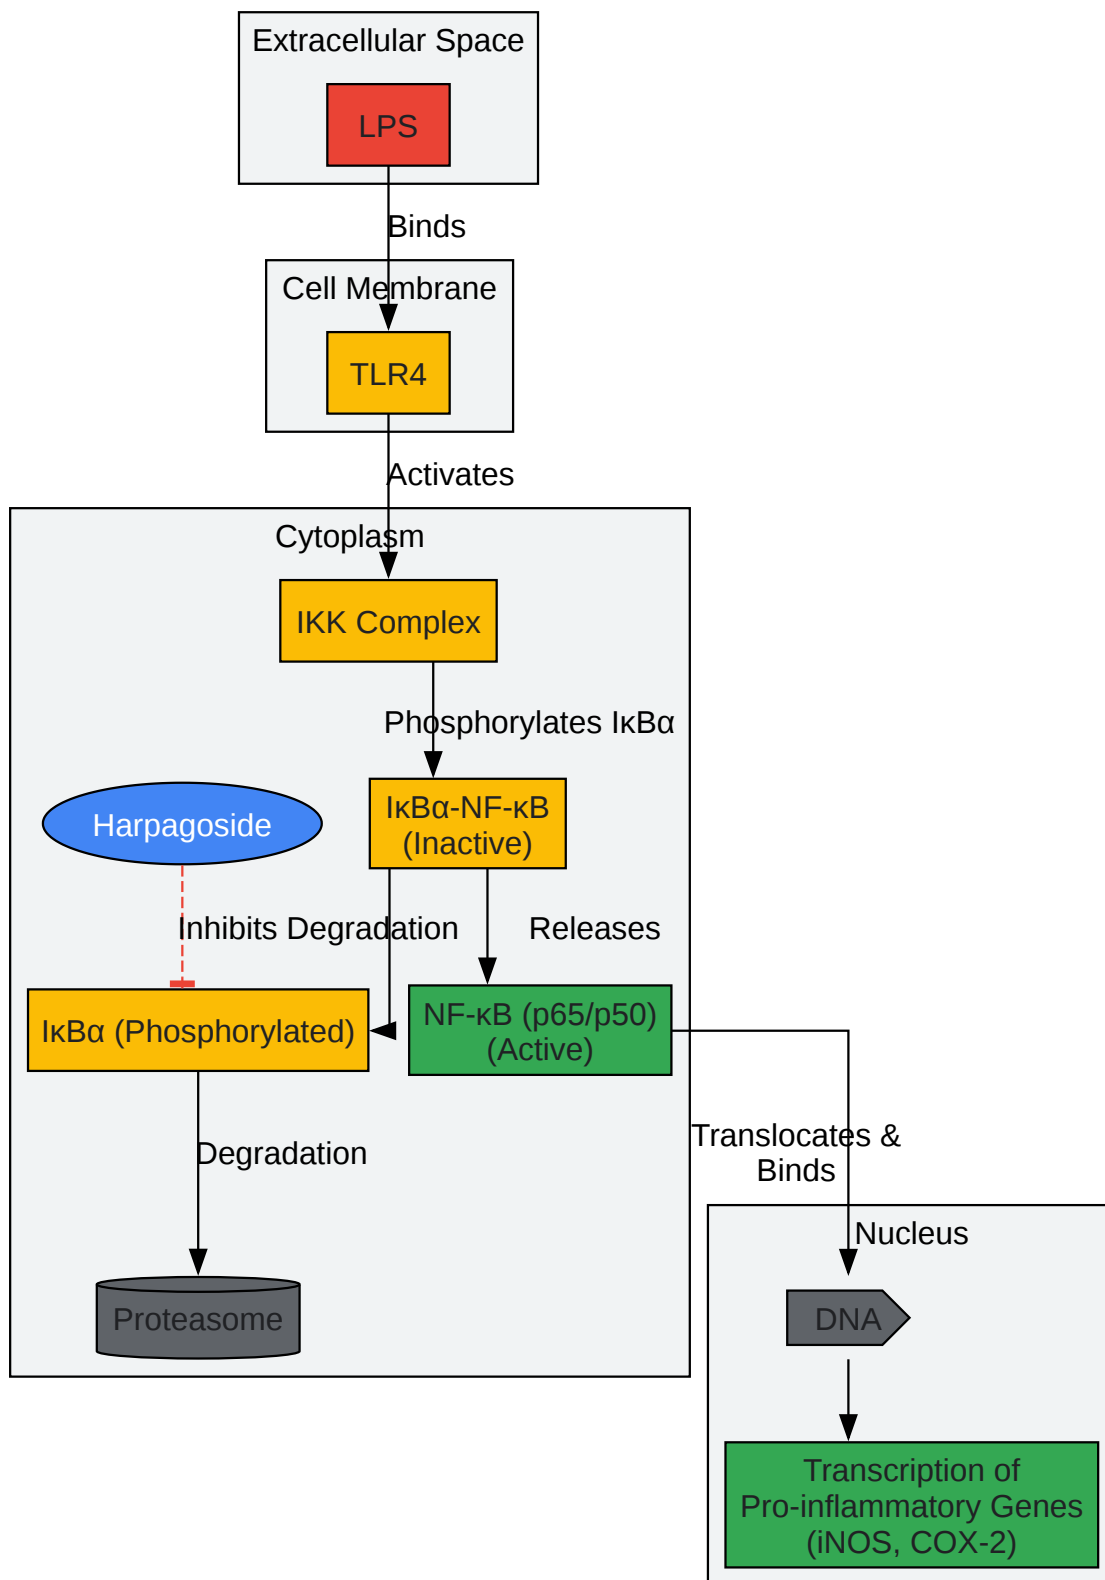 Extracellular Space
LPS
Binds
Cell Membrane
TLR4
Activates
Cytoplasm
IKK Complex
Phosphorylates IκBα
Harpagoside
IκBα-NF-κB
(Inactive)
Inhibits Degradation
Releases
IκBα (Phosphorylated)
NF-κB (p65/p50)
(Active)
Degradation
Translocates &
Binds
Proteasome
Nucleus
DNA
Transcription of
Pro-inflammatory Genes
(iNOS, COX-2)